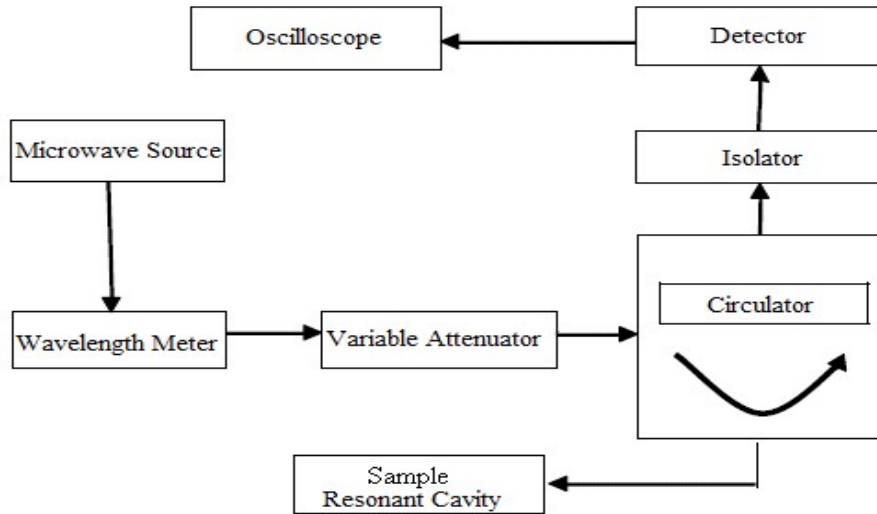 Oscilloscope
Detector
Microwave Source
Isolator
Circulator
Wavelength Meter
Variable Attenuator
Sample
Resonant Cavity